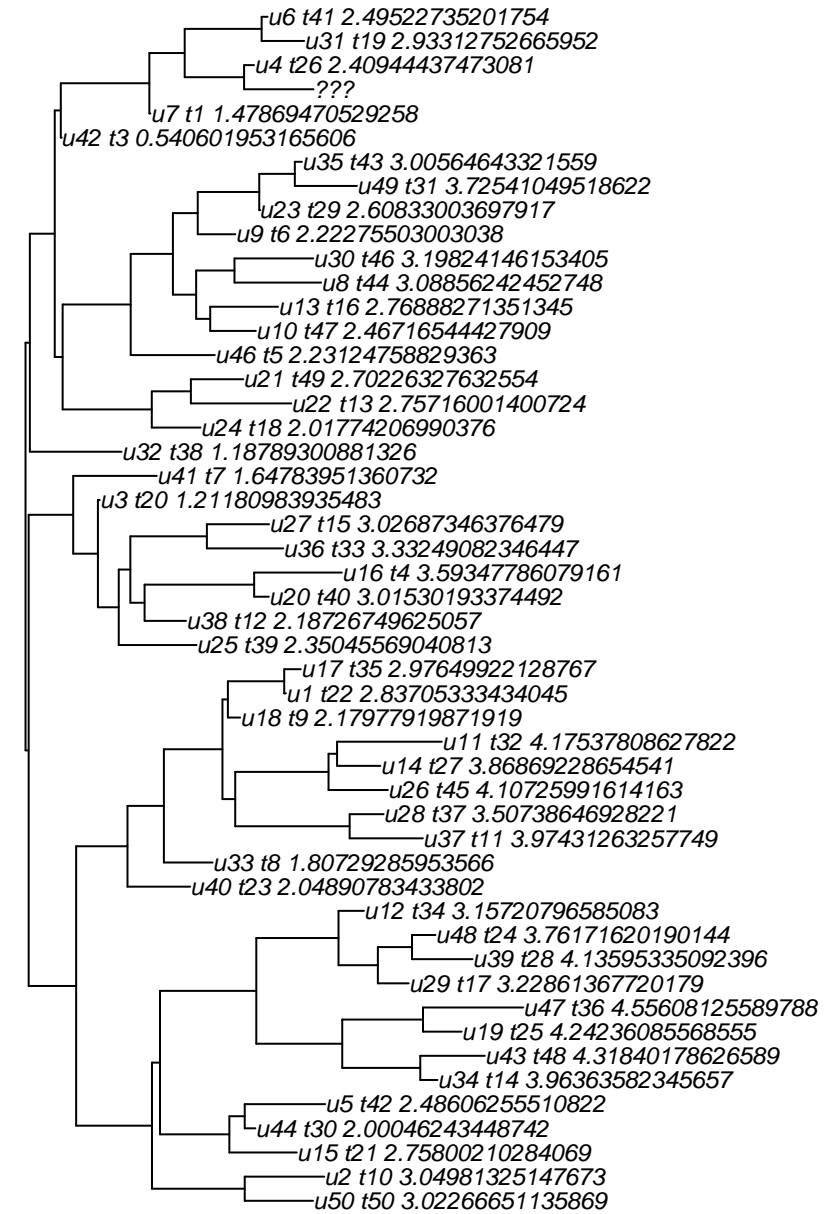 u6 t41 2.49522735201754
u31 t19 2.93312752665952
u4 t26 2.40944437473081
???
u7 t1 1.47869470529258
u42 t3 0.540601953165606
u35 t43 3.00564643321559
u49 t31 3.72541049518622
u23 t29 2.60833003697917
u9 t6 2.22275503003038
u30 t46 3.19824146153405
u8 t44 3.08856242452748
u13 t16 2.76888271351345
u10 t47 2.46716544427909
u46 t5 2.23124758829363
u21 t49 2.70226327632554
u22 t13 2.75716001400724
u24 t18 2.01774206990376
u32 t38 1.18789300881326
u41 t7 1.64783951360732
u3 t20 1.21180983935483
u27 t15 3.02687346376479
u36 t33 3.33249082346447
u16 t4 3.59347786079161
u20 t40 3.01530193374492
u38 t12 2.18726749625057
u25 t39 2.35045569040813
u17 t35 2.97649922128767
u1 t22 2.83705333434045
u18 t9 2.17977919871919
u11 t32 4.17537808627822
u14 t27 3.86869228654541
u26 t45 4.10725991614163
u28 t37 3.50738646928221
u37 t11 3.97431263257749
u33 t8 1.80729285953566
u40 t23 2.04890783433802
u12 t34 3.15720796585083
u48 t24 3.76171620190144
u39 t28 4.13595335092396
u29 t17 3.22861367720179
u47 t36 4.55608125589788
u19 t25 4.24236085568555
u43 t48 4.31840178626589
u34 t14 3.96363582345657
u5 t42 2.48606255510822
u44 t30 2.00046243448742
u15 t21 2.75800210284069
u2 t10 3.04981325147673
u50 t50 3.02266651135869